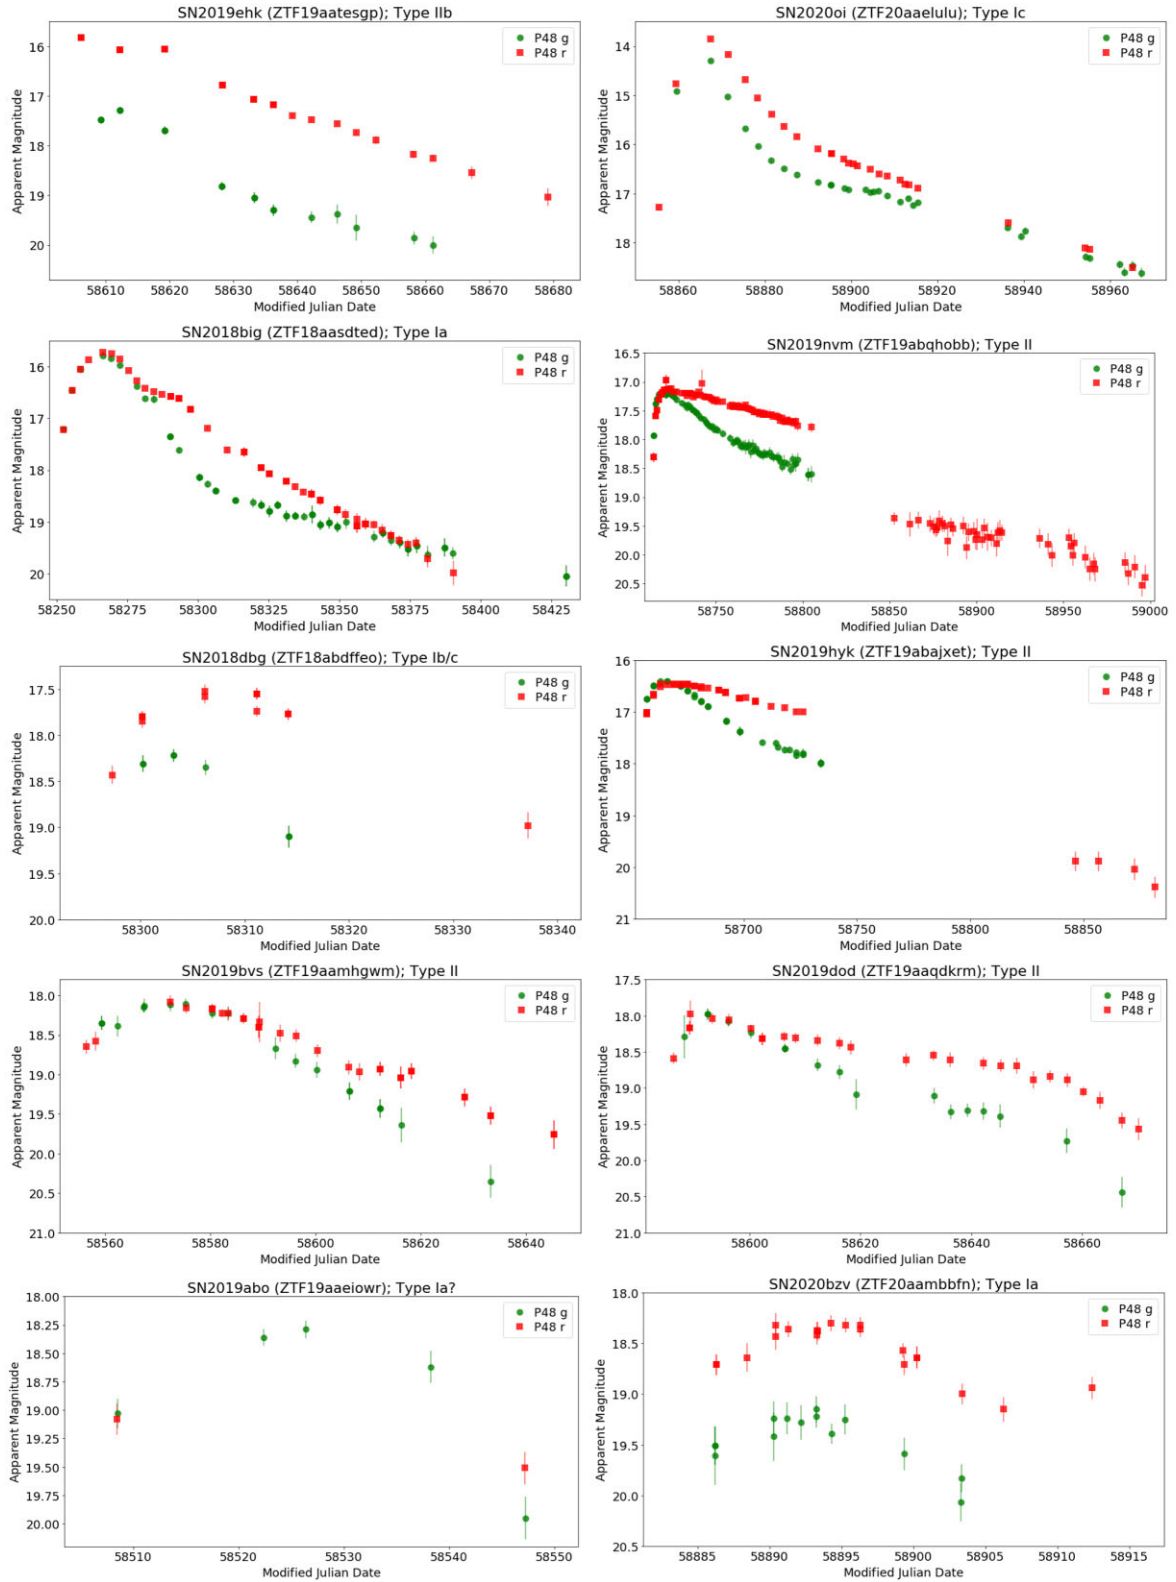 SN2019ehk (ZTF19aatesgp); Type IIb
P48 g
P48 r
Apparent Magnitude
16
17
18
19
20
58610 58620 58630 58640 58650 58660 58670 58680
Modified Julian Date
SN2020oi (ZTF20aaelulu); Type Ic
P48 g
P48 r
Apparent Magnitude
14
15
16
17
18
58860 58880 58900 58920 58940 58960
Modified Julian Date
SN2018big (ZTF18aasdted); Type Ia
P48 g
P48 r
Apparent Magnitude
16
17
18
19
20
58250 58275 58300 58325 58350 58375 58400 58430
Modified Julian Date
SN2019nvm (ZTF19abqhobb); Type II
P48 g
P48 r
Apparent Magnitude
16.5
17.0
17.5
18.0
18.5
19.0
19.5
20.0
20.5
58750 58800 58850 58900 58950 59000
Modified Julian Date
SN2018dbg (ZTF18abdffeo); Type Ib/c
P48 g
P48 r
Apparent Magnitude
17.5
18.0
18.5
19.0
19.5
20.0
58300 58310 58320 58330 58340
Modified Julian Date
SN2019hyk (ZTF19abajxet); Type II
P48 g
P48 r
Apparent Magnitude
16
17
18
19
20
21
58700 58750 58800 58850
Modified Julian Date
SN2019bvs (ZTF19aamhgwm); Type II
P48 g
P48 r
Apparent Magnitude
18.0
18.5
19.0
19.5
20.0
20.5
21.0
58560 58580 58600 58620 58640
Modified Julian Date
SN2019dod (ZTF19aaqdkrm); Type II
P48 g
P48 r
Apparent Magnitude
17.5
18.0
18.5
19.0
19.5
20.0
20.5
21.0
58600 58620 58640 58660
Modified Julian Date
SN2019abo (ZTF19aaeiowr); Type Ia?
P48 g
P48 r
Apparent Magnitude
18.00
18.25
18.50
18.75
19.00
19.25
19.50
19.75
20.00
58510 58520 58530 58540 58550
Modified Julian Date
SN2020bzv (ZTF20aambbfn); Type Ia
P48 g
P48 r
Apparent Magnitude
18.0
18.5
19.0
19.5
20.0
20.5
58885 58890 58895 58900 58905 58910 58915
Modified Julian Date